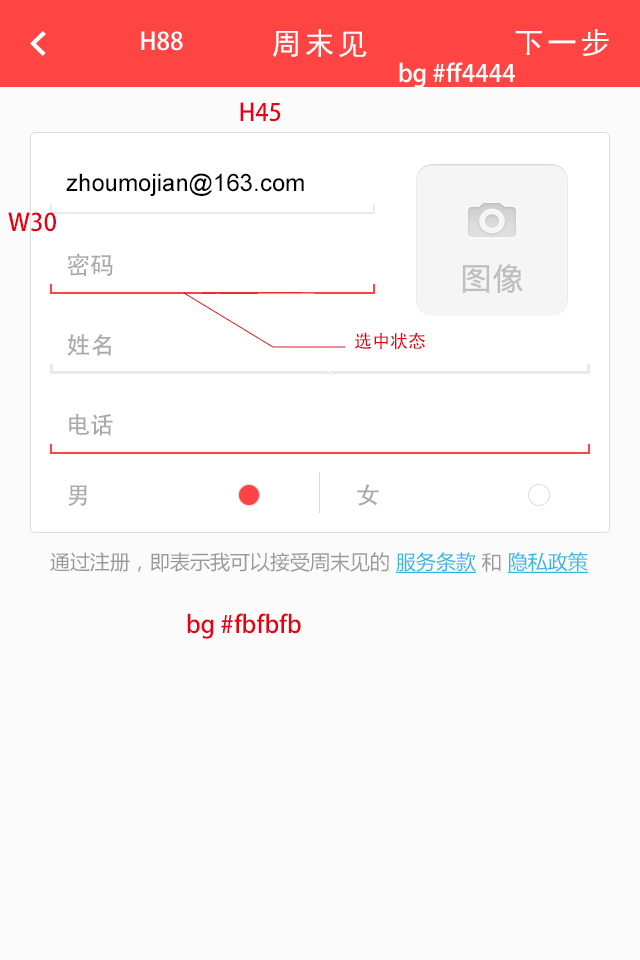 H88
周末见
下一步
bg #ff4444
H45
zhoumojian@163.com
W30
密码
图像
姓名
选中状态
电话
男
女
通过注册，即表示我可以接受周末见的 服务条款 和 隐私政策
bg #fbfbfb